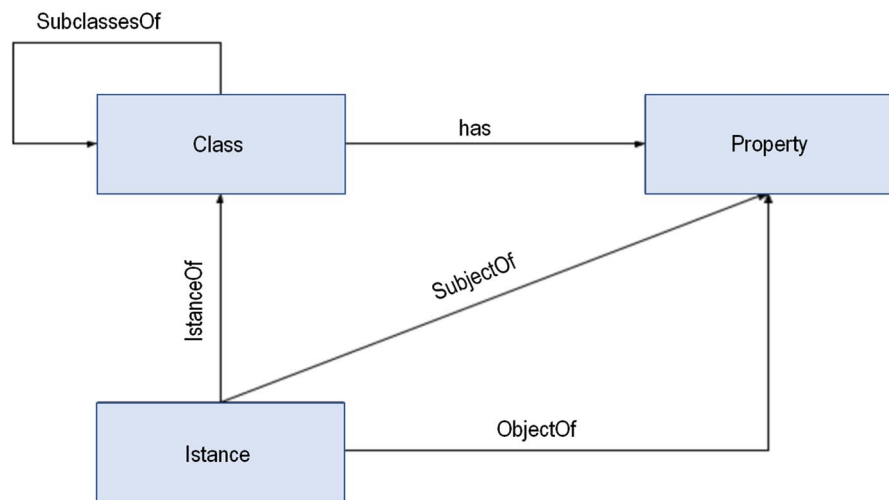 SubclassesOf
Class
has
Property
IstanceOf
SubjectOf
Istance
ObjectOf